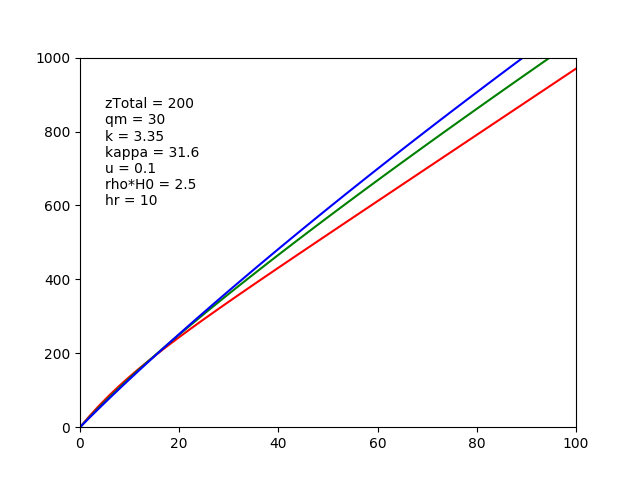 1000
800
600
400
200
0
zTotal = 200
qm = 30
k = 3.35
kappa = 31.6
u = 0.1
rho*H0 = 2.5
hr = 10
0 20 40 60 80 100